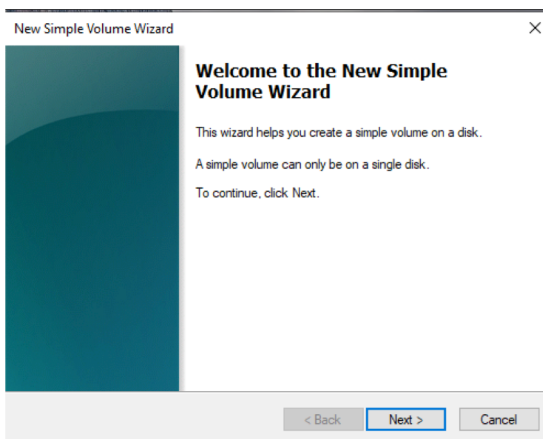 New Simple Volume Wizard
Welcome to the New Simple
Volume Wizard
This wizard helps you create a simple volume on a disk.
A simple volume can only be on a single disk.
To continue, click Next.
< Back
Next >
Cancel